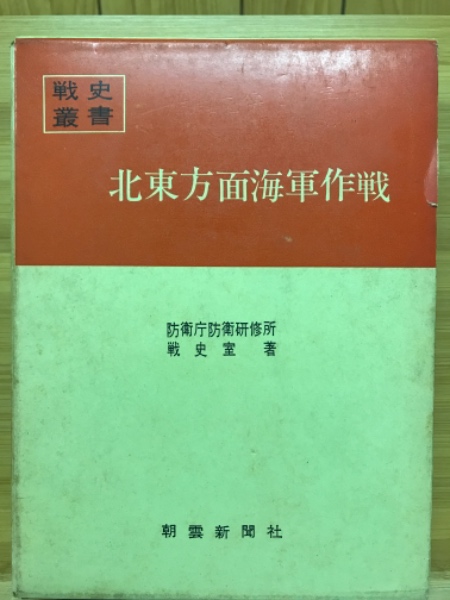 戦史
叢書
北東方面海軍作戦
防衛庁防衛研修所
戦史室 著
朝雲新聞社